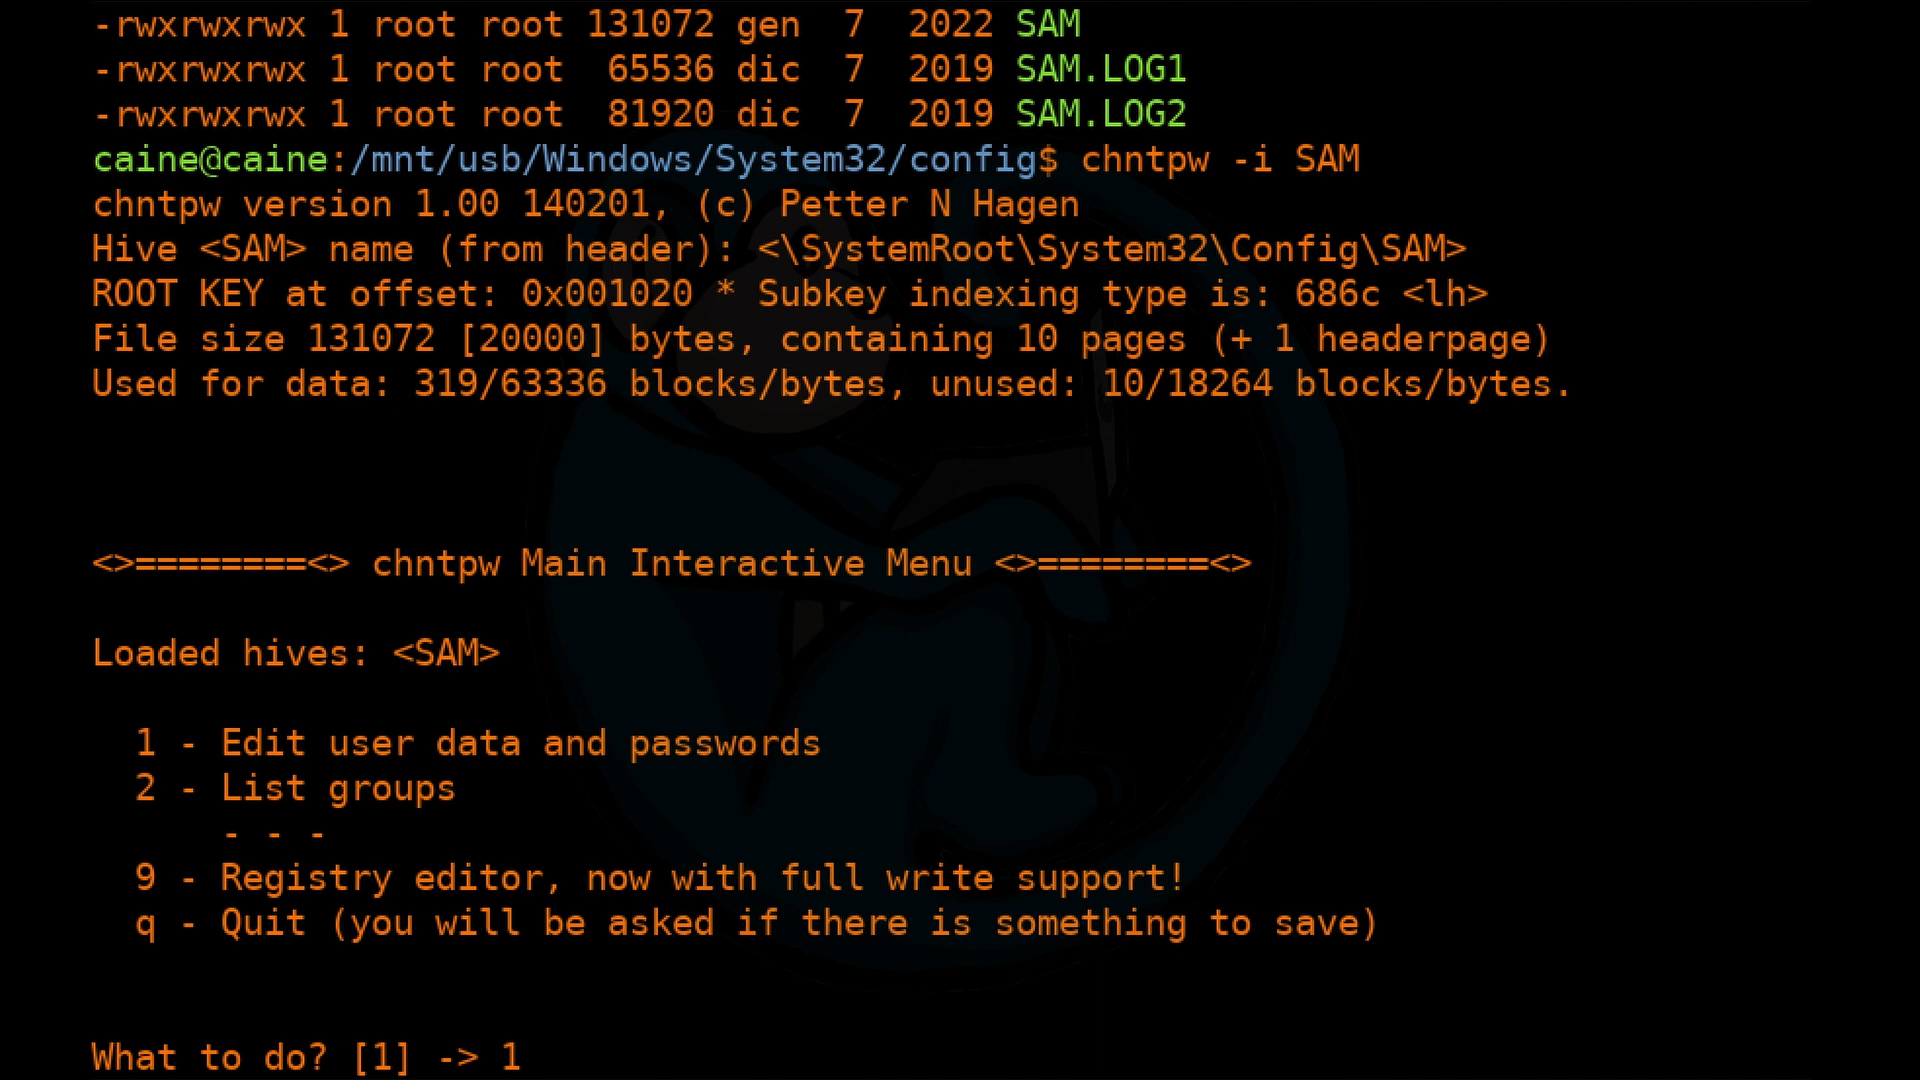 -rwxrwxrwx 1 root root 131072 gen  7  2022 SAM
-rwxrwxrwx 1 root root  65536 dic  7  2019 SAM.LOG1
-rwxrwxrwx 1 root root  81920 dic  7  2019 SAM.LOG2
caine@caine:/mnt/usb/Windows/System32/config$ chntpw -i SAM
chntpw version 1.00 140201, (c) Petter N Hagen
Hive <SAM> name (from header): <\SystemRoot\System32\Config\SAM>
ROOT KEY at offset: 0x001020 * Subkey indexing type is: 686c <lh>
File size 131072 [20000] bytes, containing 10 pages (+ 1 headerpage)
Used for data: 319/63336 blocks/bytes, unused: 10/18264 blocks/bytes.
<>========<> chntpw Main Interactive Menu <>========<>
Loaded hives: <SAM>
  1 - Edit user data and passwords
  2 - List groups
      - - -
  9 - Registry editor, now with full write support!
  q - Quit (you will be asked if there is something to save)
What to do? [1] -> 1